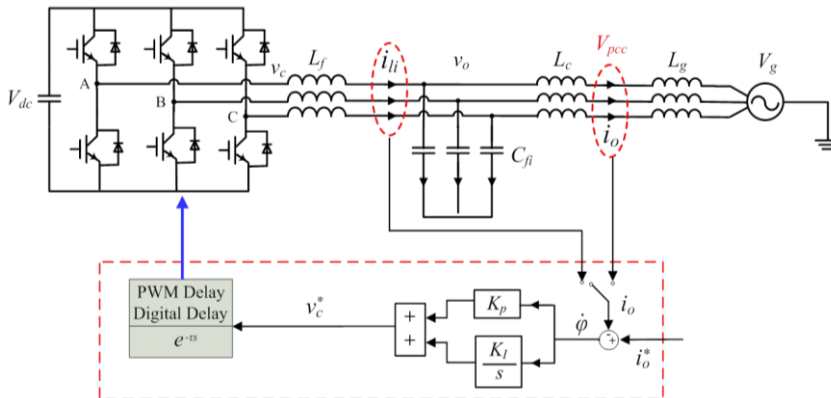 V_dc
A
B
C
v_c
L_f
i_li
v_o
C_fi
L_c
V_pcc
i_o
L_g
V_g
PWM Delay
Digital Delay
e^-τs
v_c^*
+
+
K_p
K_I
s
φ̇
- +
i_o
i_o^*